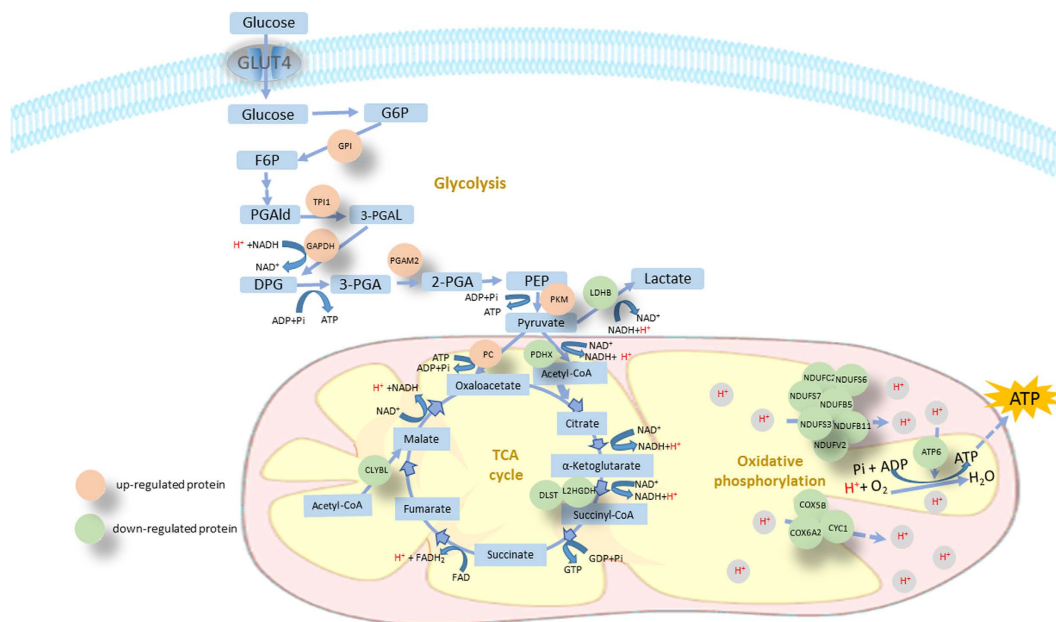 Glucose
GLUT4
Glucose
G6P
GPI
F6P
Glycolysis
TPI1
PGAld
3-PGAL
H⁺ +NADH
GAPDH
NAD⁺
PGAM2
DPG
3-PGA
2-PGA
PEP
Lactate
LDHB
ADP+Pi
PKM
ATP
ADP+Pi
ATP
Pyruvate
NAD⁺
NADH+H⁺
ATP
ADP+Pi
PC
PDHX
NAD⁺
NADH+ H⁺
Acetyl-CoA
H⁺ +NADH
Oxaloacetate
NAD⁺
Citrate
Malate
NAD⁺
NADH+H⁺
TCA
cycle
α-Ketoglutarate
CLYBL
Acetyl-CoA
DLST
L2HGDH
NAD⁺
NADH+H⁺
Fumarate
Succinyl-CoA
Succinate
H⁺ + FADH₂
FAD
GTP
GDP+Pi
up-regulated protein
down-regulated protein
NDUFC2
NDUFS6
NDUFS7
NDUFB5
NDUFS3
NDUFB11
NDUFV2
H⁺
H⁺
H⁺
H⁺
H⁺
ATP
ATP6
Oxidative
phosphorylation
Pi + ADP
ATP
H⁺+ O₂
H₂O
H⁺
COX5B
COX6A2
CYC1
H⁺
H⁺
H⁺
H⁺
H⁺